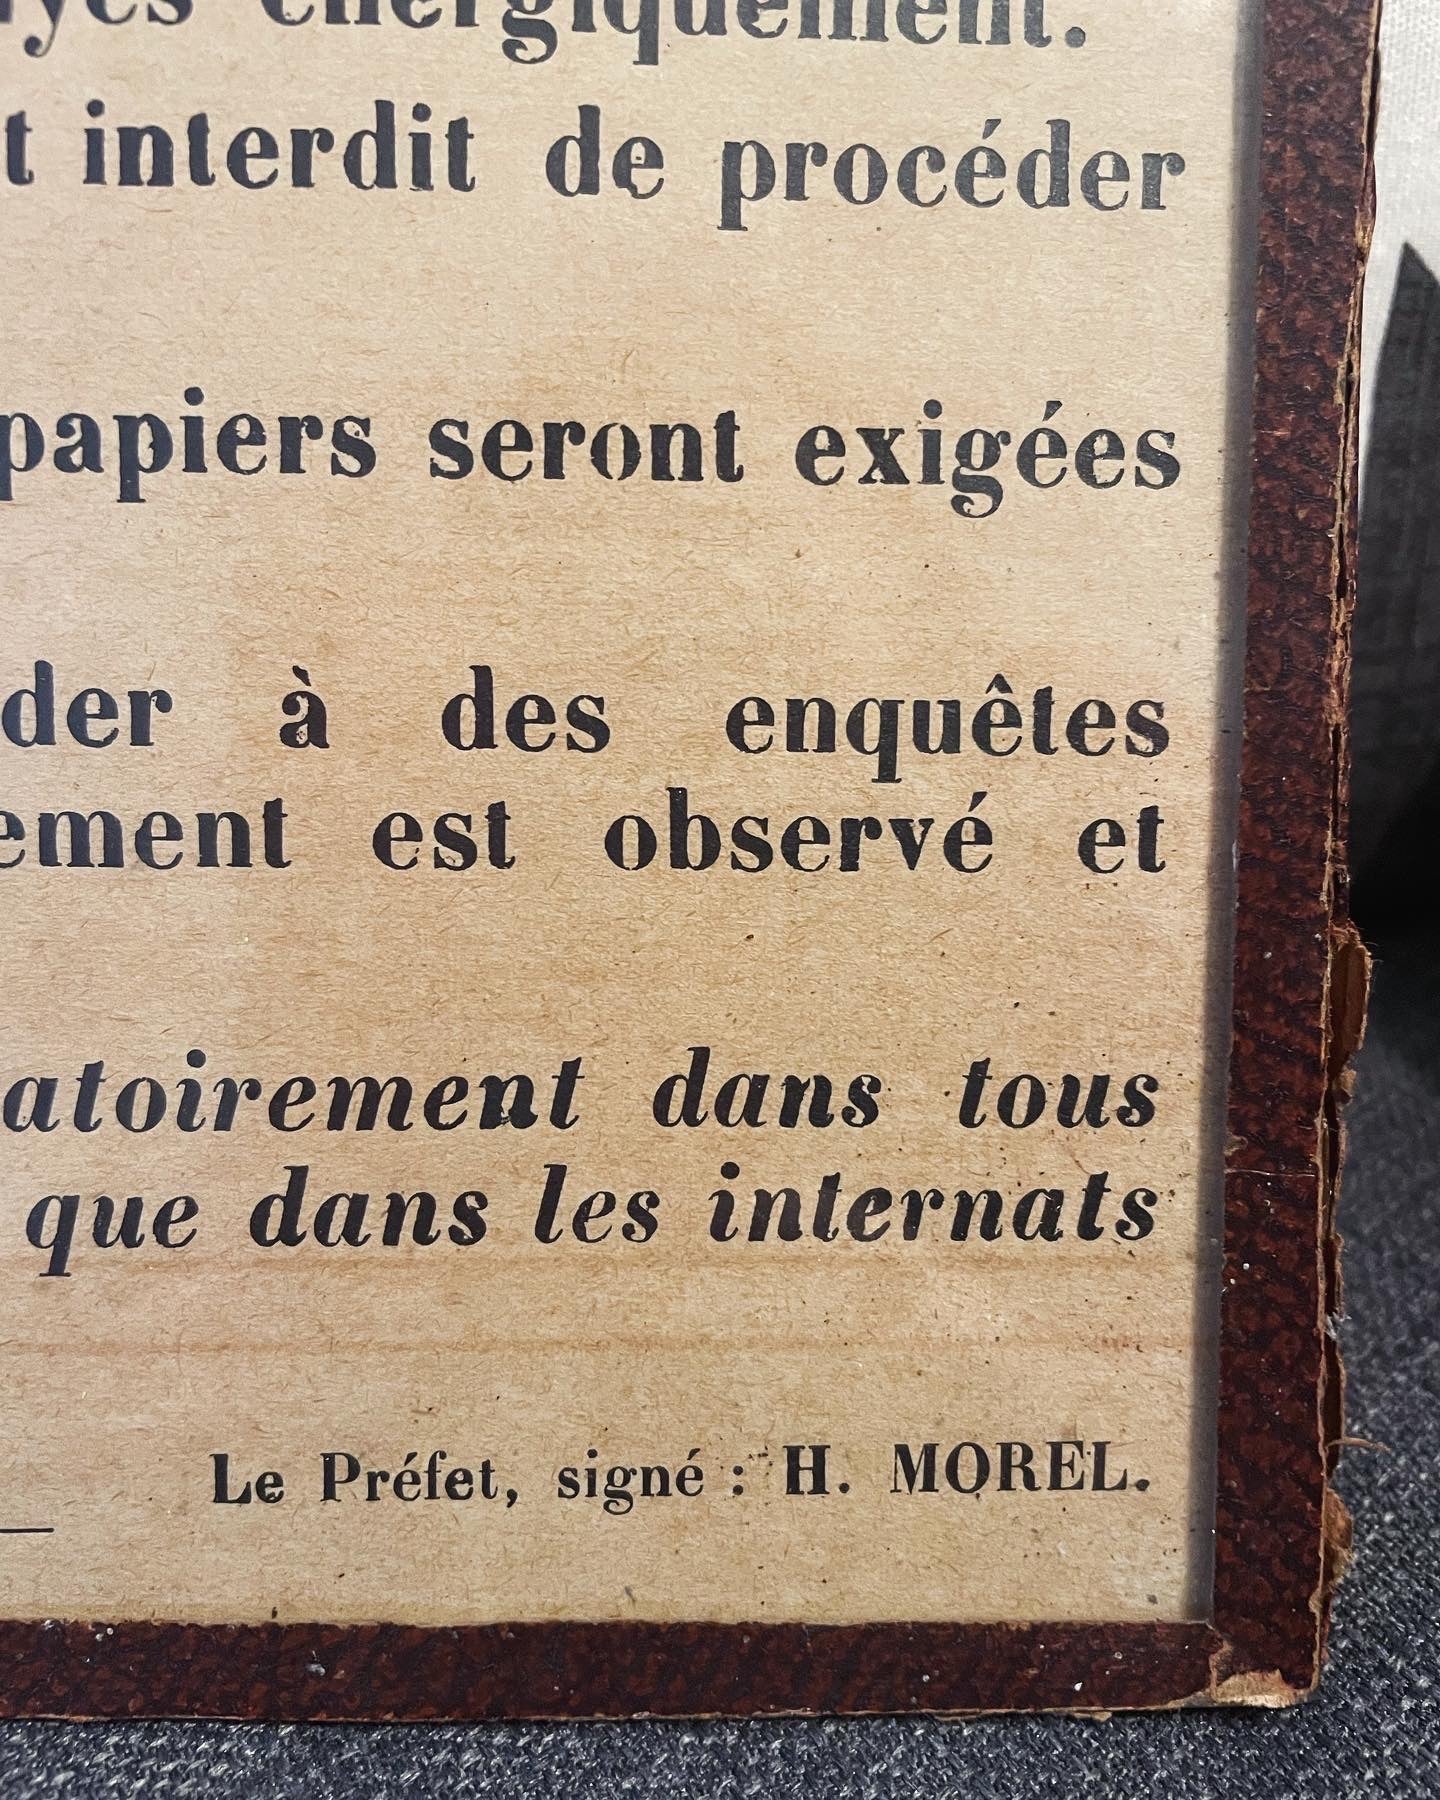 énergiquement.
interdit de procéder
papiers seront exigées
der à des enquêtes
ement est observé et
atoirement dans tous
que dans les internats
Le Préfet, signé : H. MOREL.